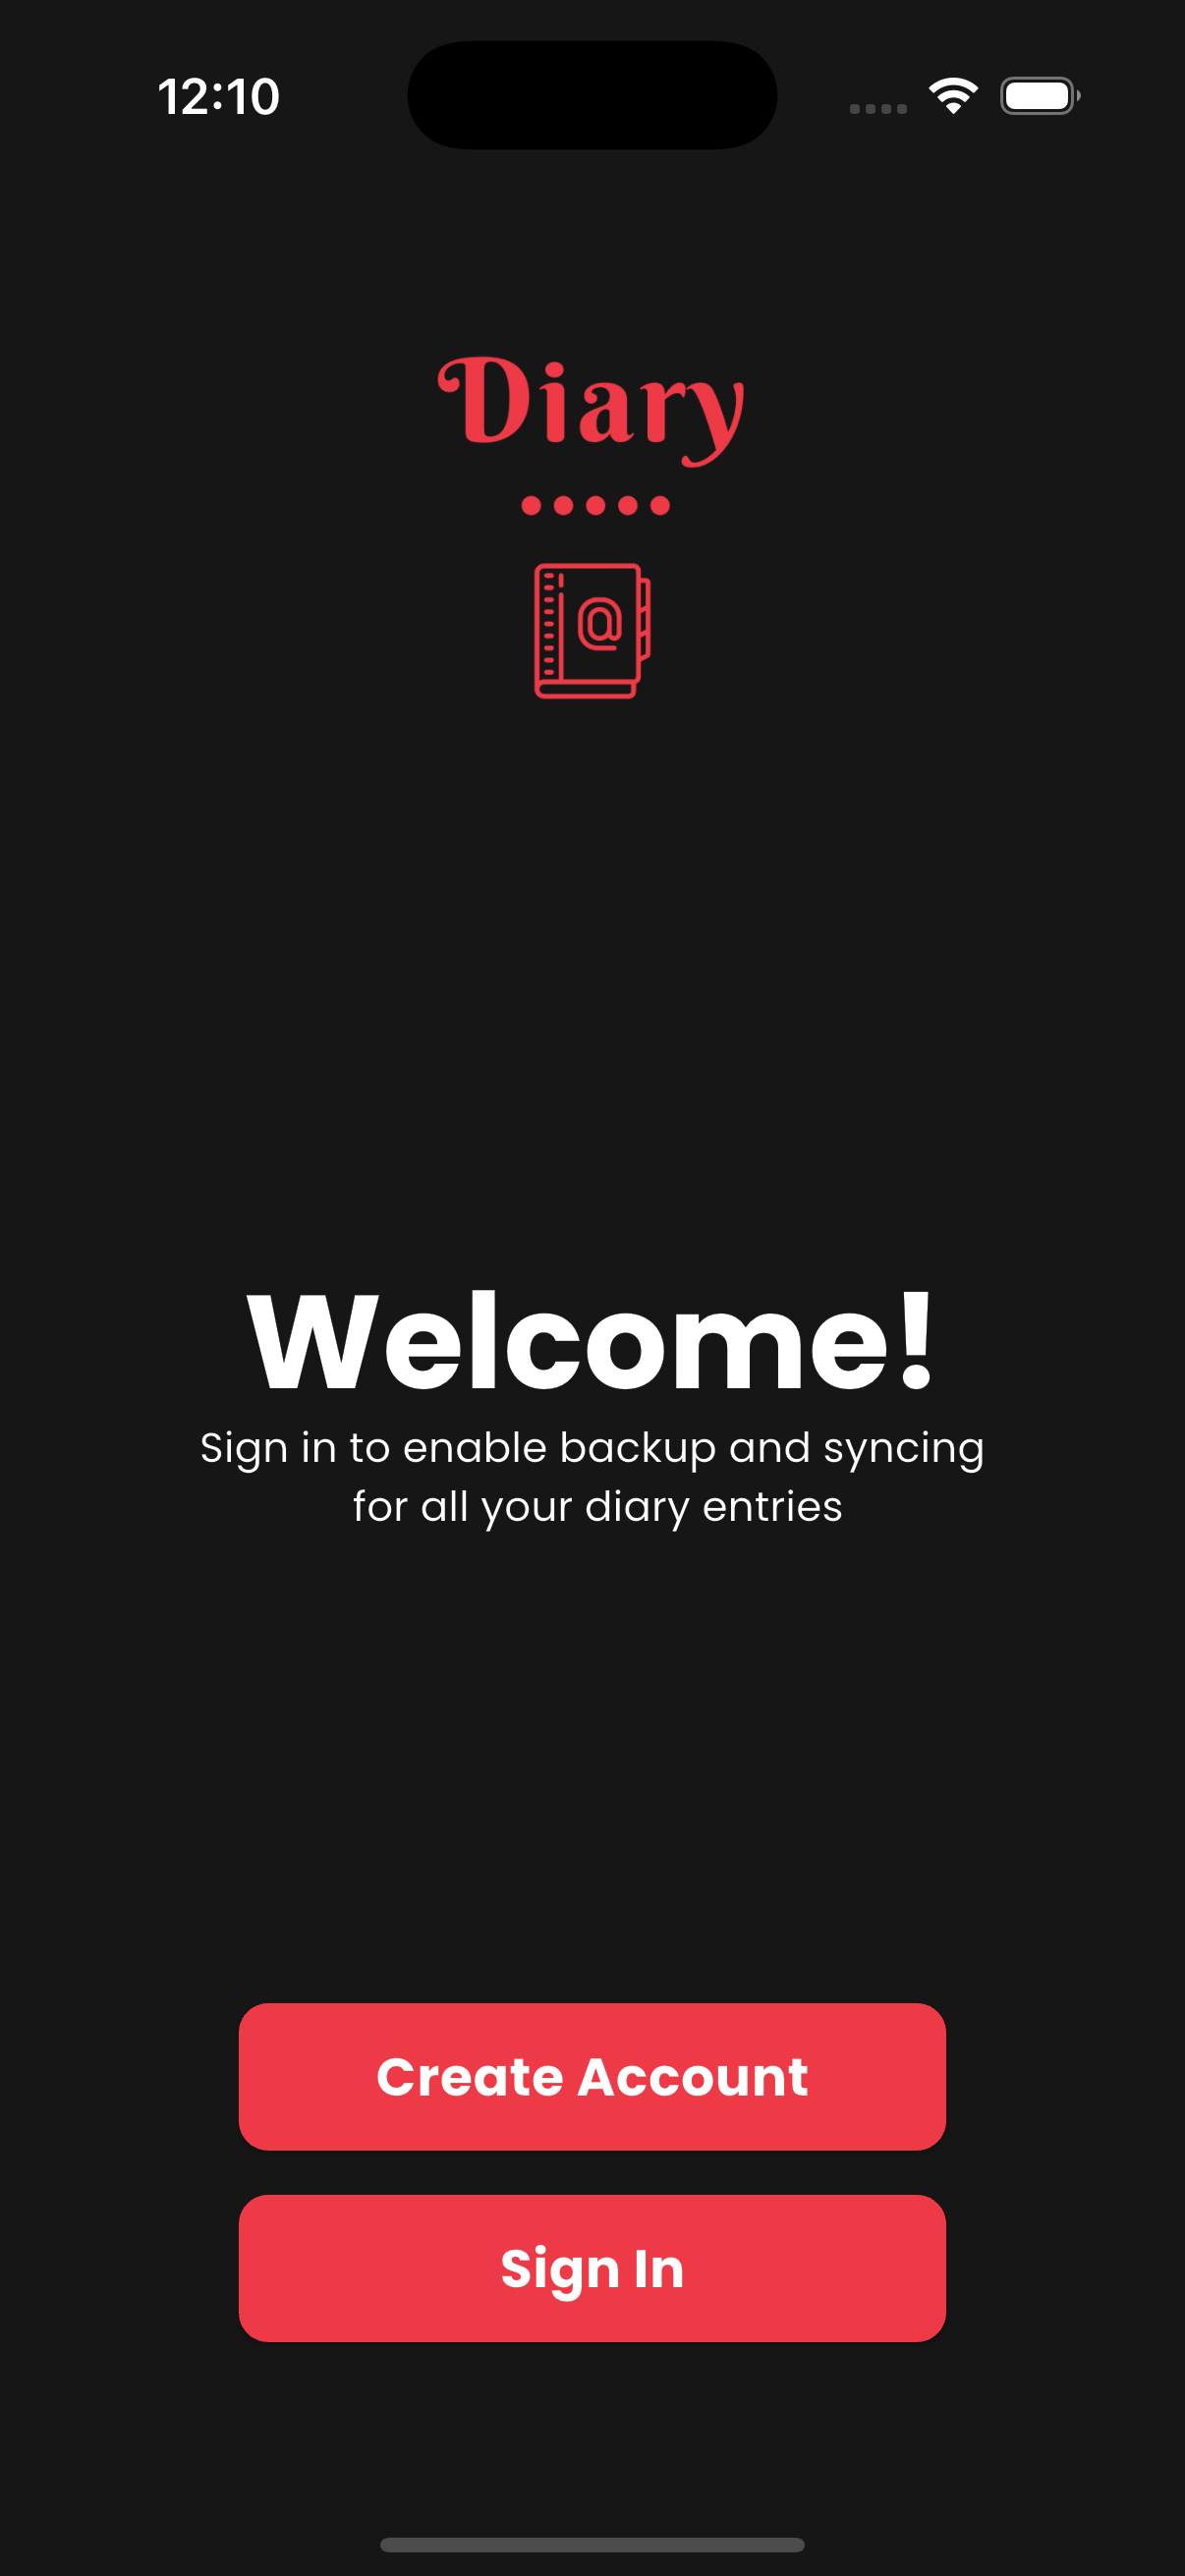 12:10
Diary
@
Welcome!
Sign in to enable backup and syncing
for all your diary entries
Create Account
Sign In